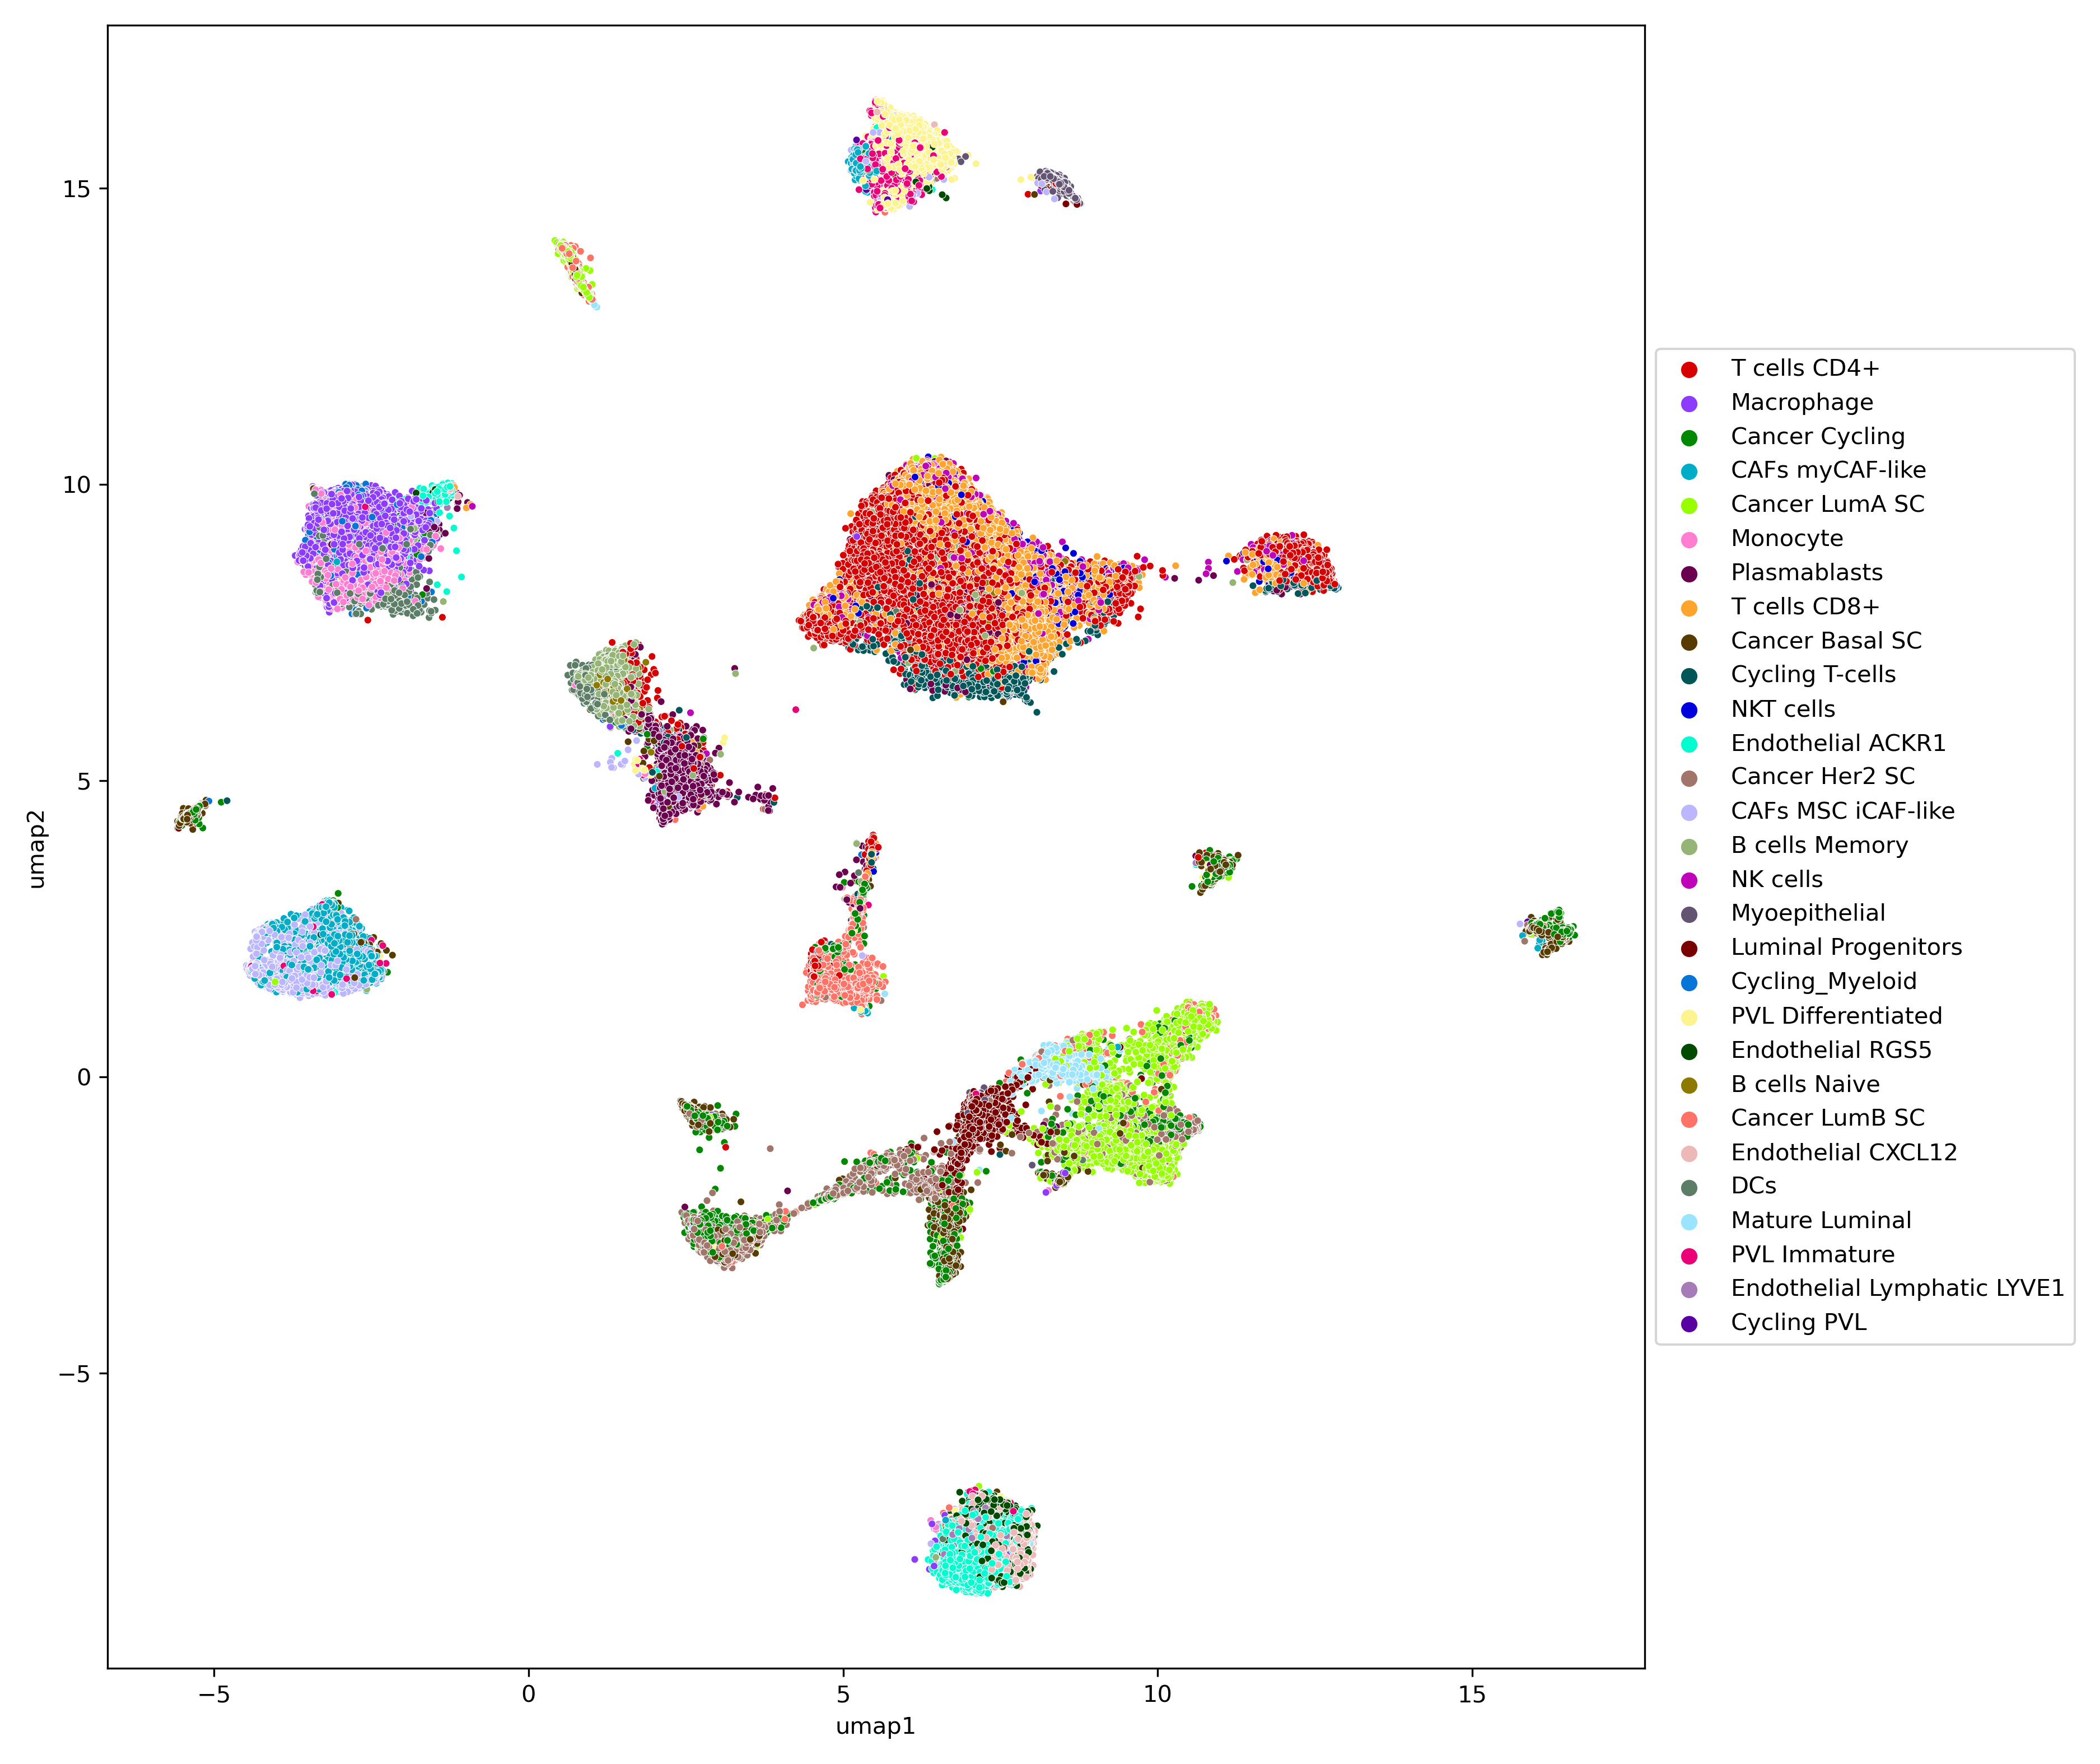 15
10
5
0
−5
umap2
−5
0
5
10
15
umap1
T cells CD4+
Macrophage
Cancer Cycling
CAFs myCAF-like
Cancer LumA SC
Monocyte
Plasmablasts
T cells CD8+
Cancer Basal SC
Cycling T-cells
NKT cells
Endothelial ACKR1
Cancer Her2 SC
CAFs MSC iCAF-like
B cells Memory
NK cells
Myoepithelial
Luminal Progenitors
Cycling_Myeloid
PVL Differentiated
Endothelial RGS5
B cells Naive
Cancer LumB SC
Endothelial CXCL12
DCs
Mature Luminal
PVL Immature
Endothelial Lymphatic LYVE1
Cycling PVL